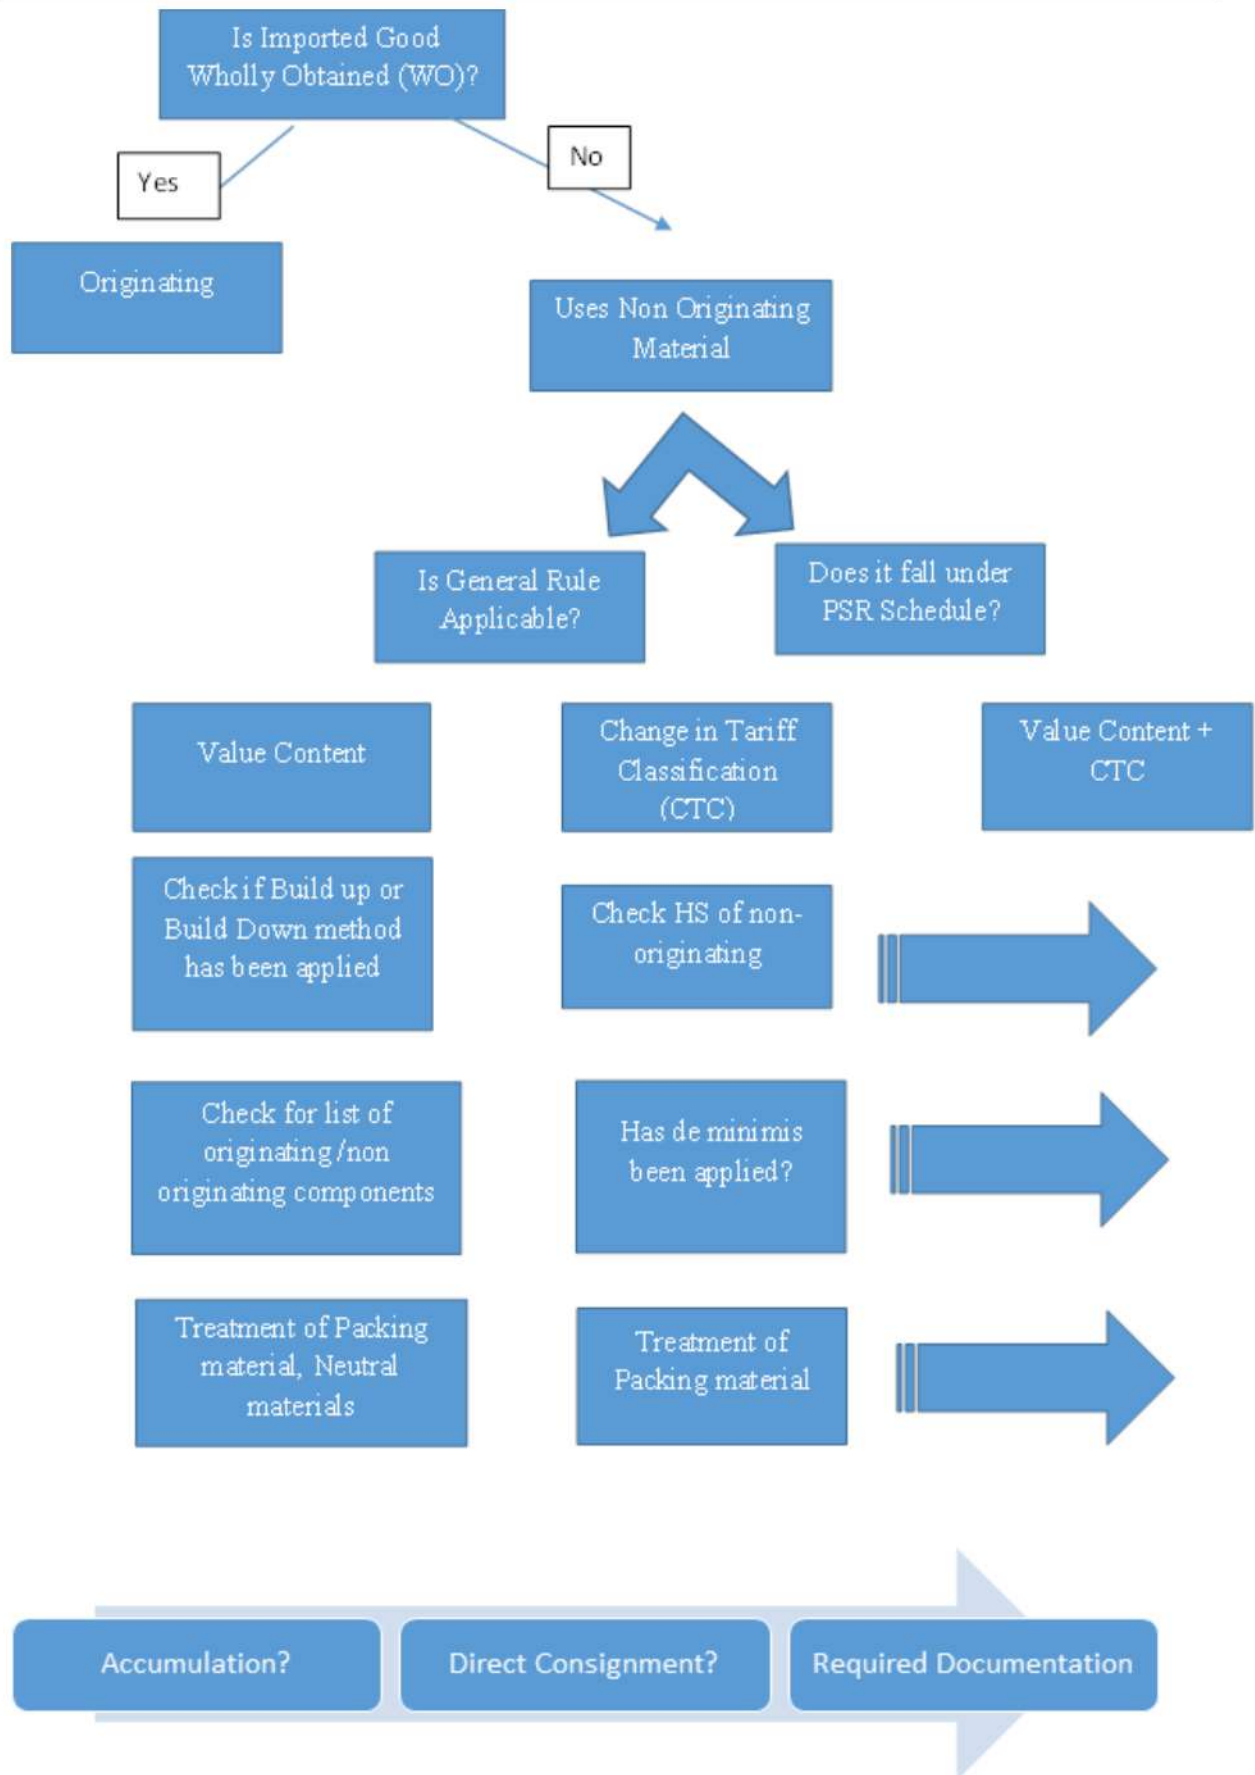 Is Imported Good
Wholly Obtained (WO)?
Yes
No
Originating
Uses Non Originating
Material
Is General Rule
Applicable?
Does it fall under
PSR Schedule?
Value Content
Change in Tariff
Classification
(CTC)
Value Content +
CTC
Check if Build up or
Build Down method
has been applied
Check HS of non-
originating
Check for list of
originating/non
originating components
Has de minimis
been applied?
Treatment of Packing
material, Neutral
materials
Treatment of
Packing material
Accumulation?
Direct Consignment?
Required Documentation